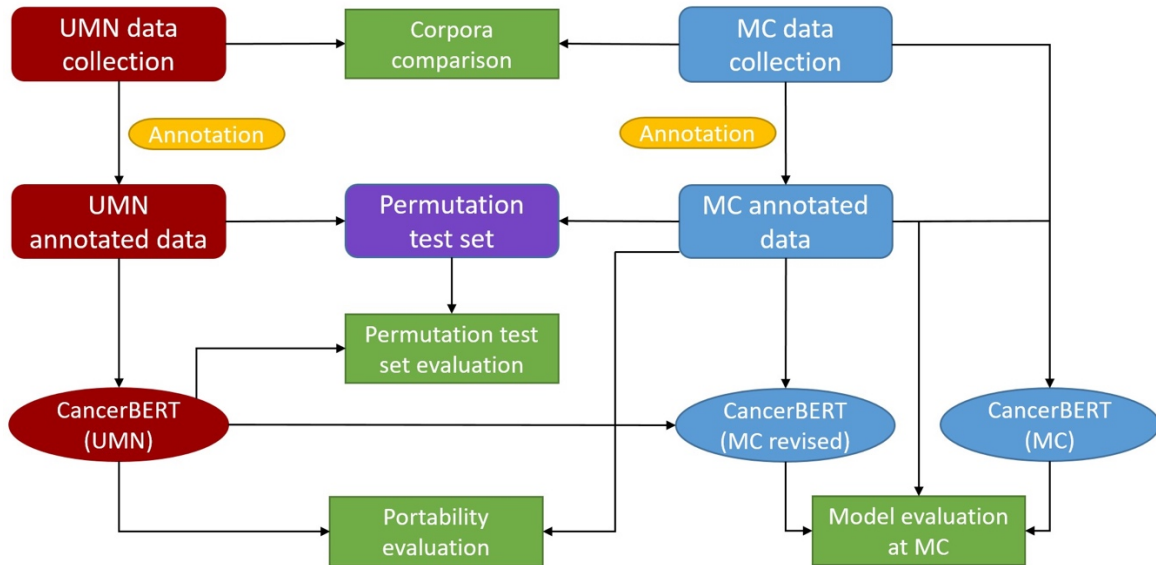 UMN data
collection
Corpora
comparison
MC data
collection
Annotation
Annotation
UMN
annotated data
Permutation
test set
MC annotated
data
Permutation test
set evaluation
CancerBERT
(UMN)
CancerBERT
(MC revised)
CancerBERT
(MC)
Portability
evaluation
Model evaluation
at MC